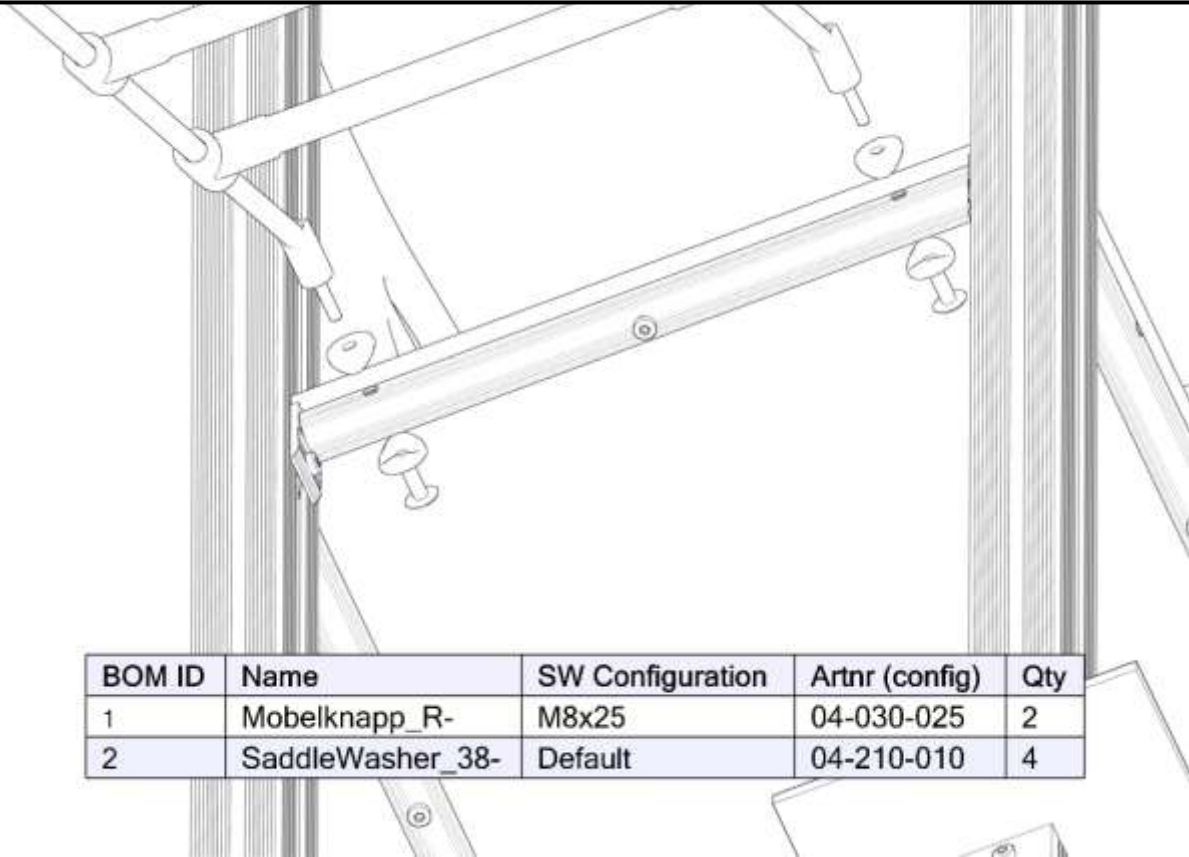 BOM ID Name SW Configuration Artnr (config) Qty
1 Mobelknapp_R- M8x25 04-030-025 2
2 SaddleWasher_38- Default 04-210-010 4